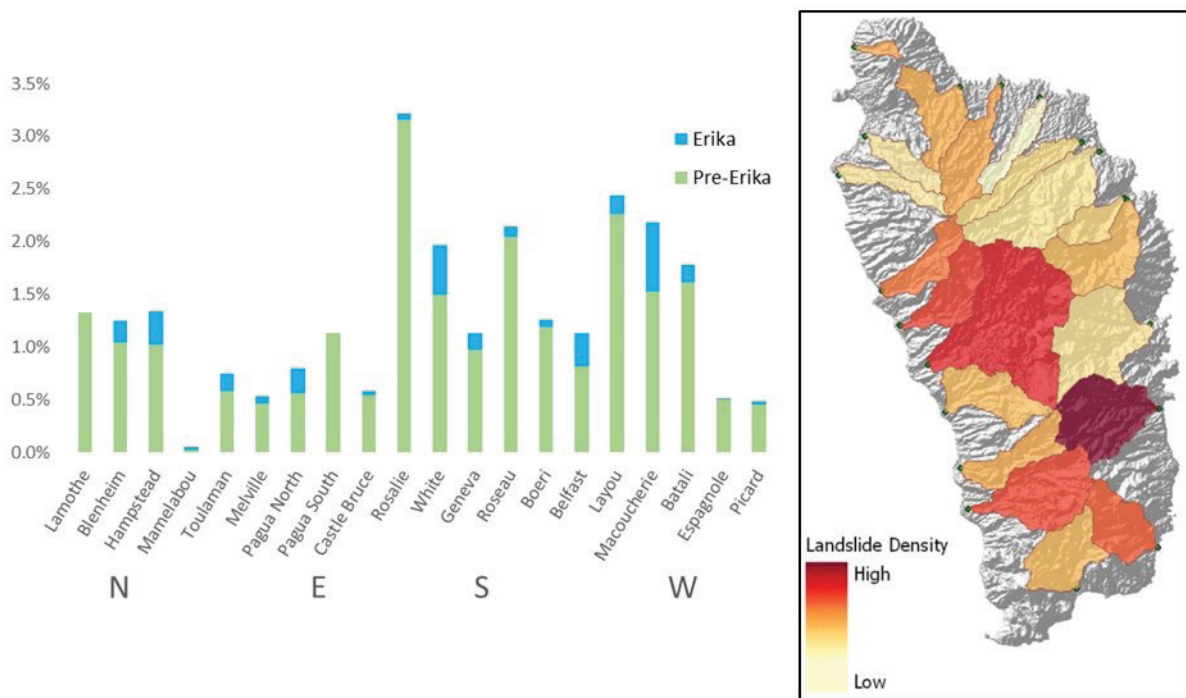 3.5%
3.0%
2.5%
2.0%
1.5%
1.0%
0.5%
0.0%
Erika
Pre-Erika
Lamothe
Blenheim
Hampstead
Mamelabou
Toulaman
Melville
Pagua North
Pagua South
Castle Bruce
Rosalie
White
Geneva
Roseau
Boeri
Belfast
Layou
Macoucherie
Batali
Espagnole
Picard
N E S W
Landslide Density
High
Low